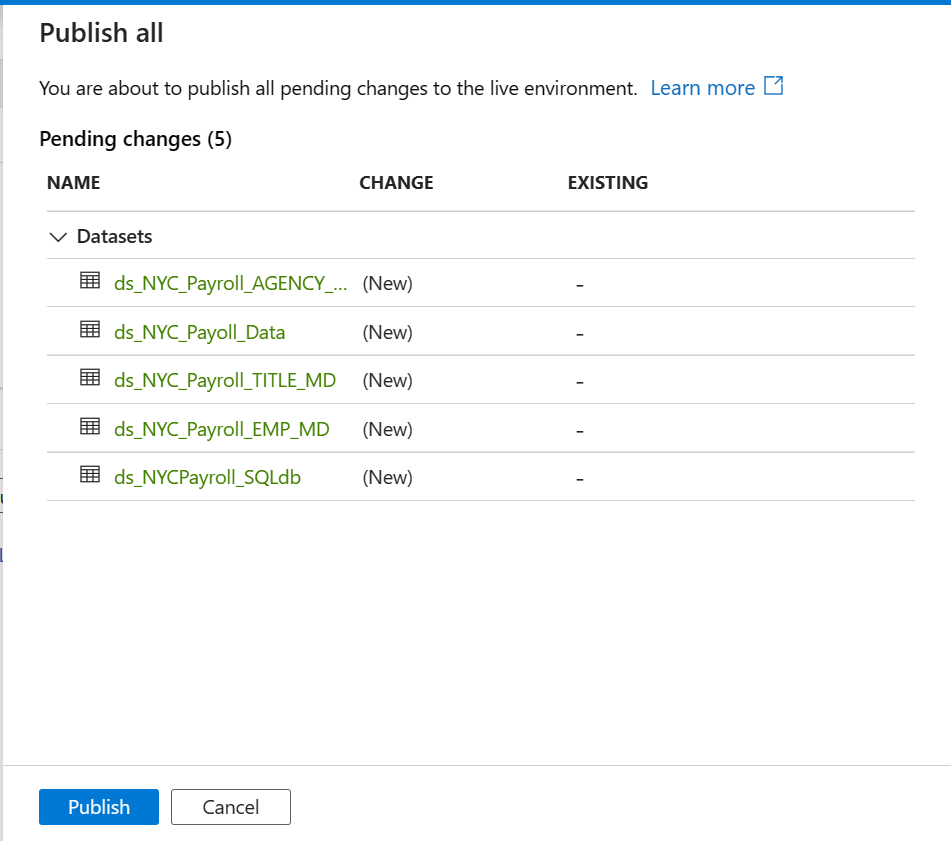 Publish all
You are about to publish all pending changes to the live environment. Learn more
Pending changes (5)
NAME CHANGE EXISTING
Datasets
ds_NYC_Payroll_AGENCY_... (New) -
ds_NYC_Payoll_Data (New) -
ds_NYC_Payroll_TITLE_MD (New) -
ds_NYC_Payroll_EMP_MD (New) -
ds_NYCPayroll_SQLdb (New) -
Publish Cancel